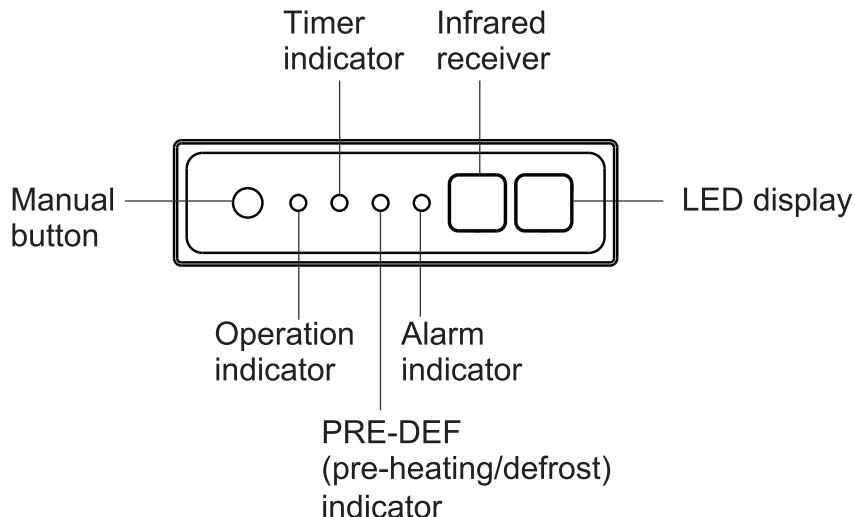 Timer
indicator
Infrared
receiver
Manual
button
LED display
Operation
indicator
Alarm
indicator
PRE-DEF
(pre-heating/defrost)
indicator